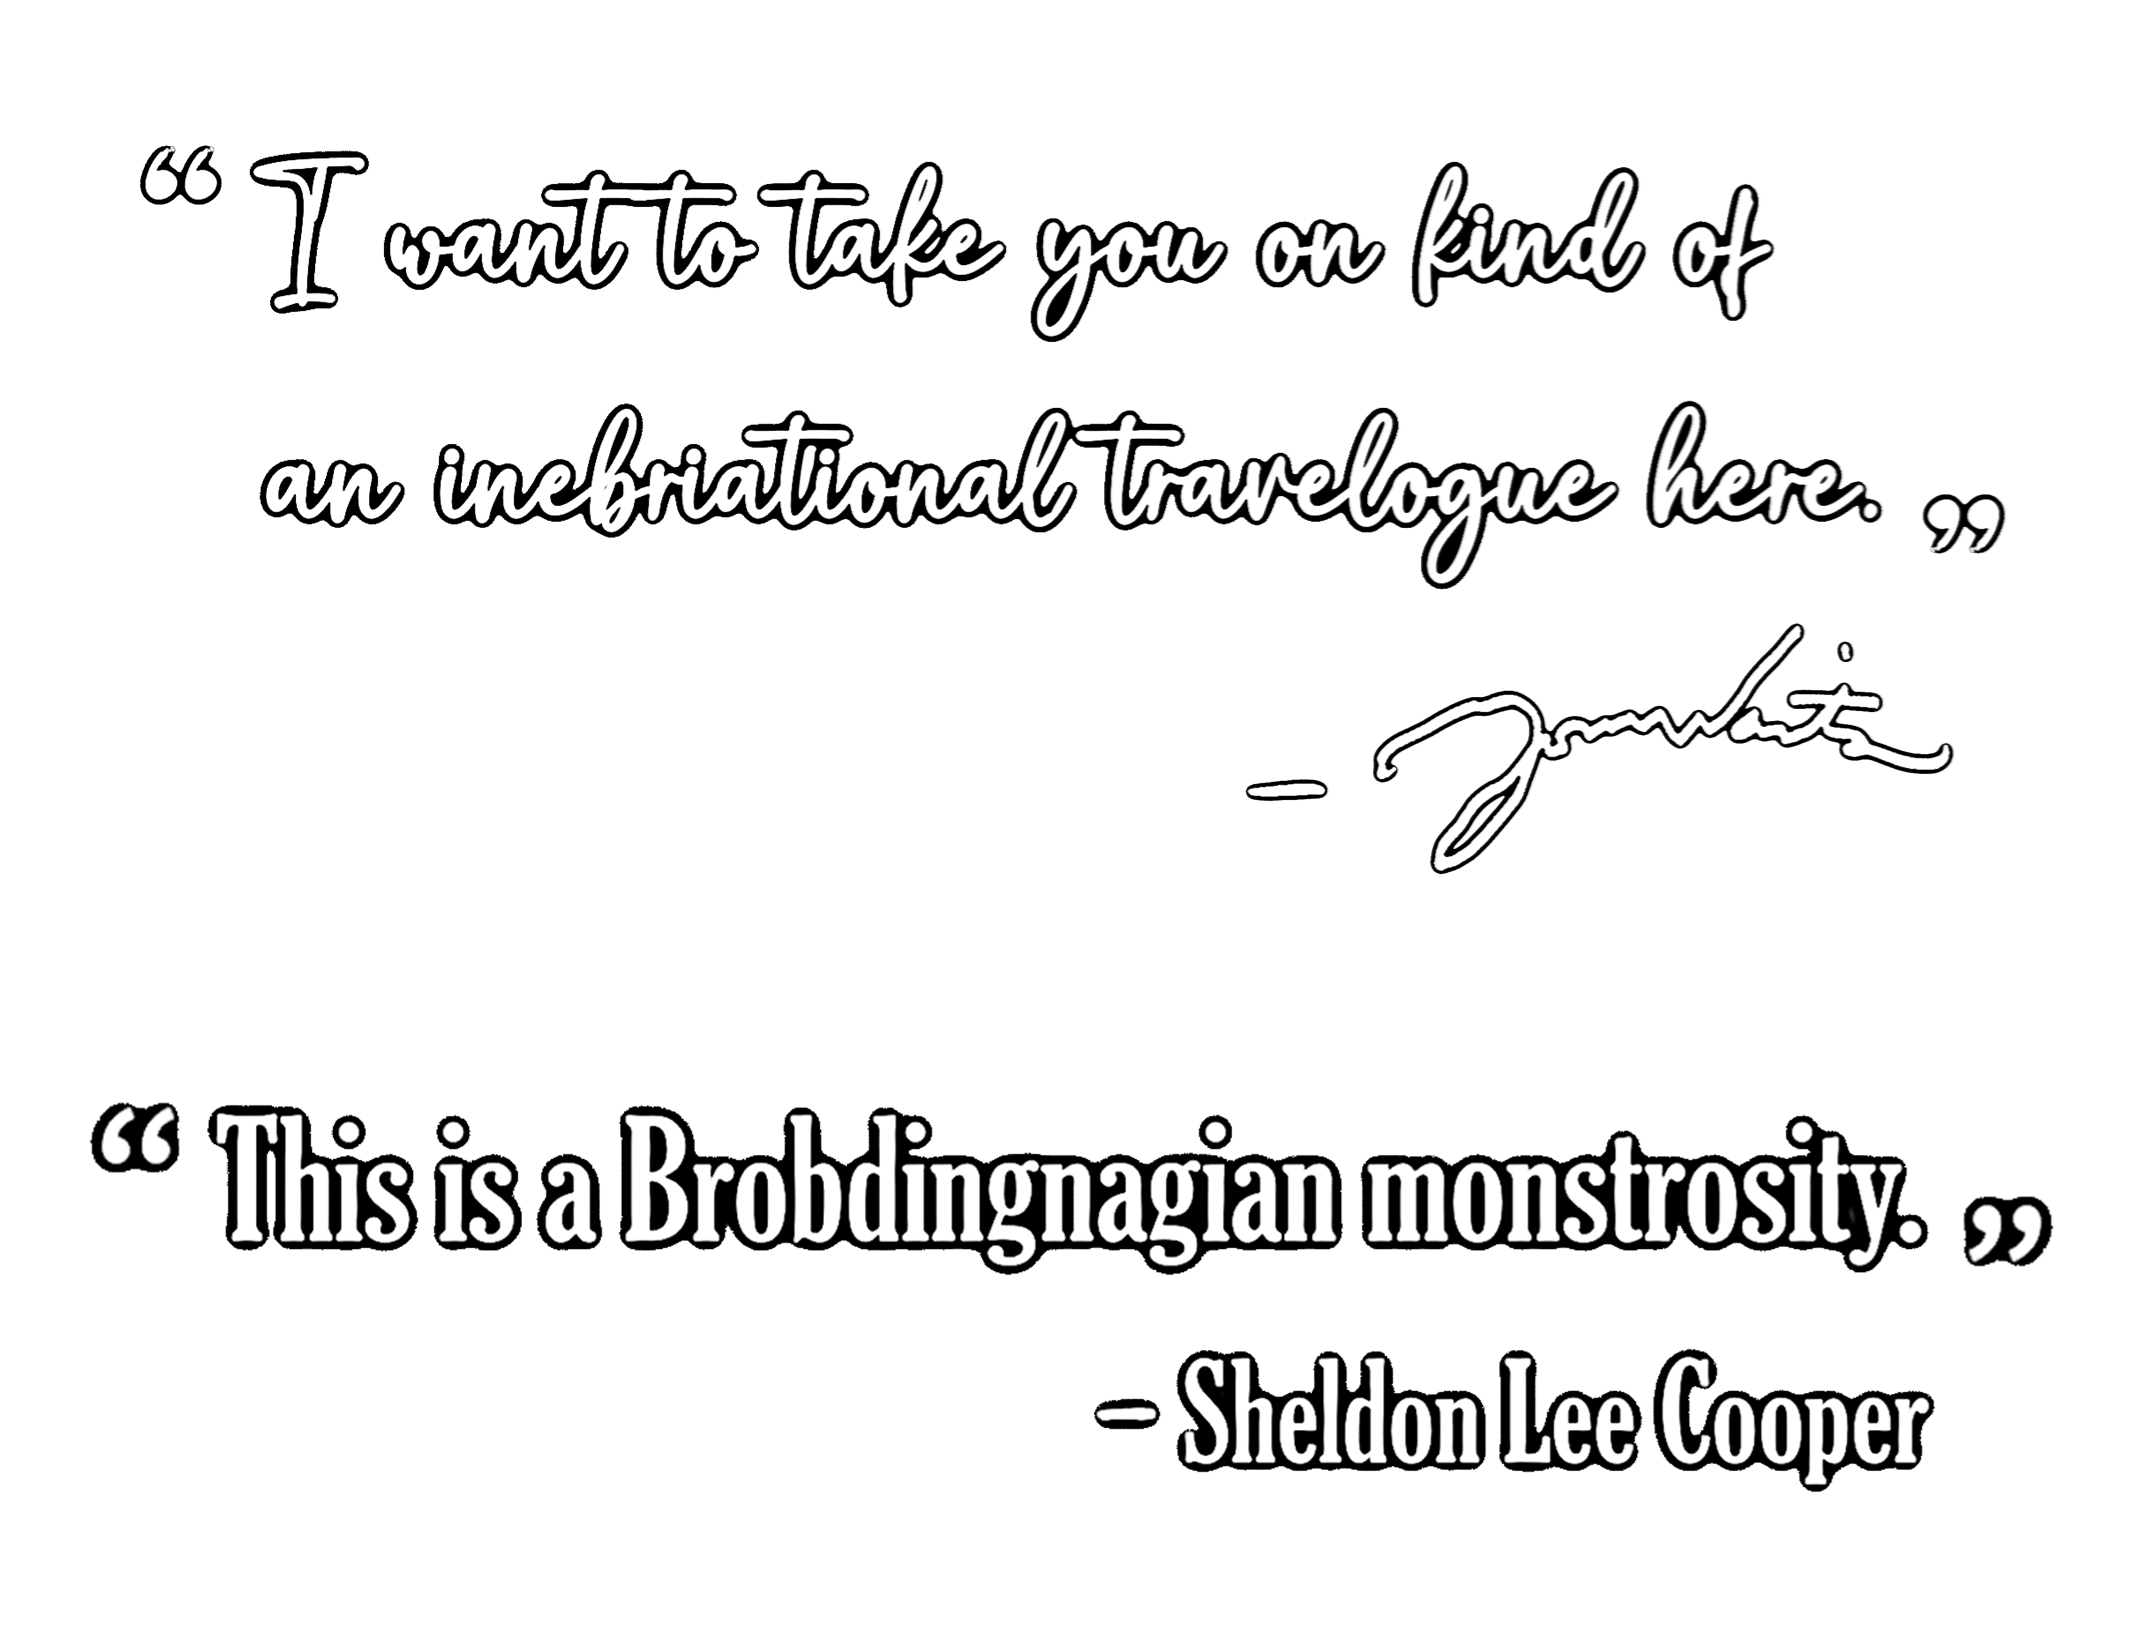 “ I want to take you on kind of
an inebriational travelogue here. ”
–
“ This is a Brobdingnagian monstrosity. ”
– Sheldon Lee Cooper